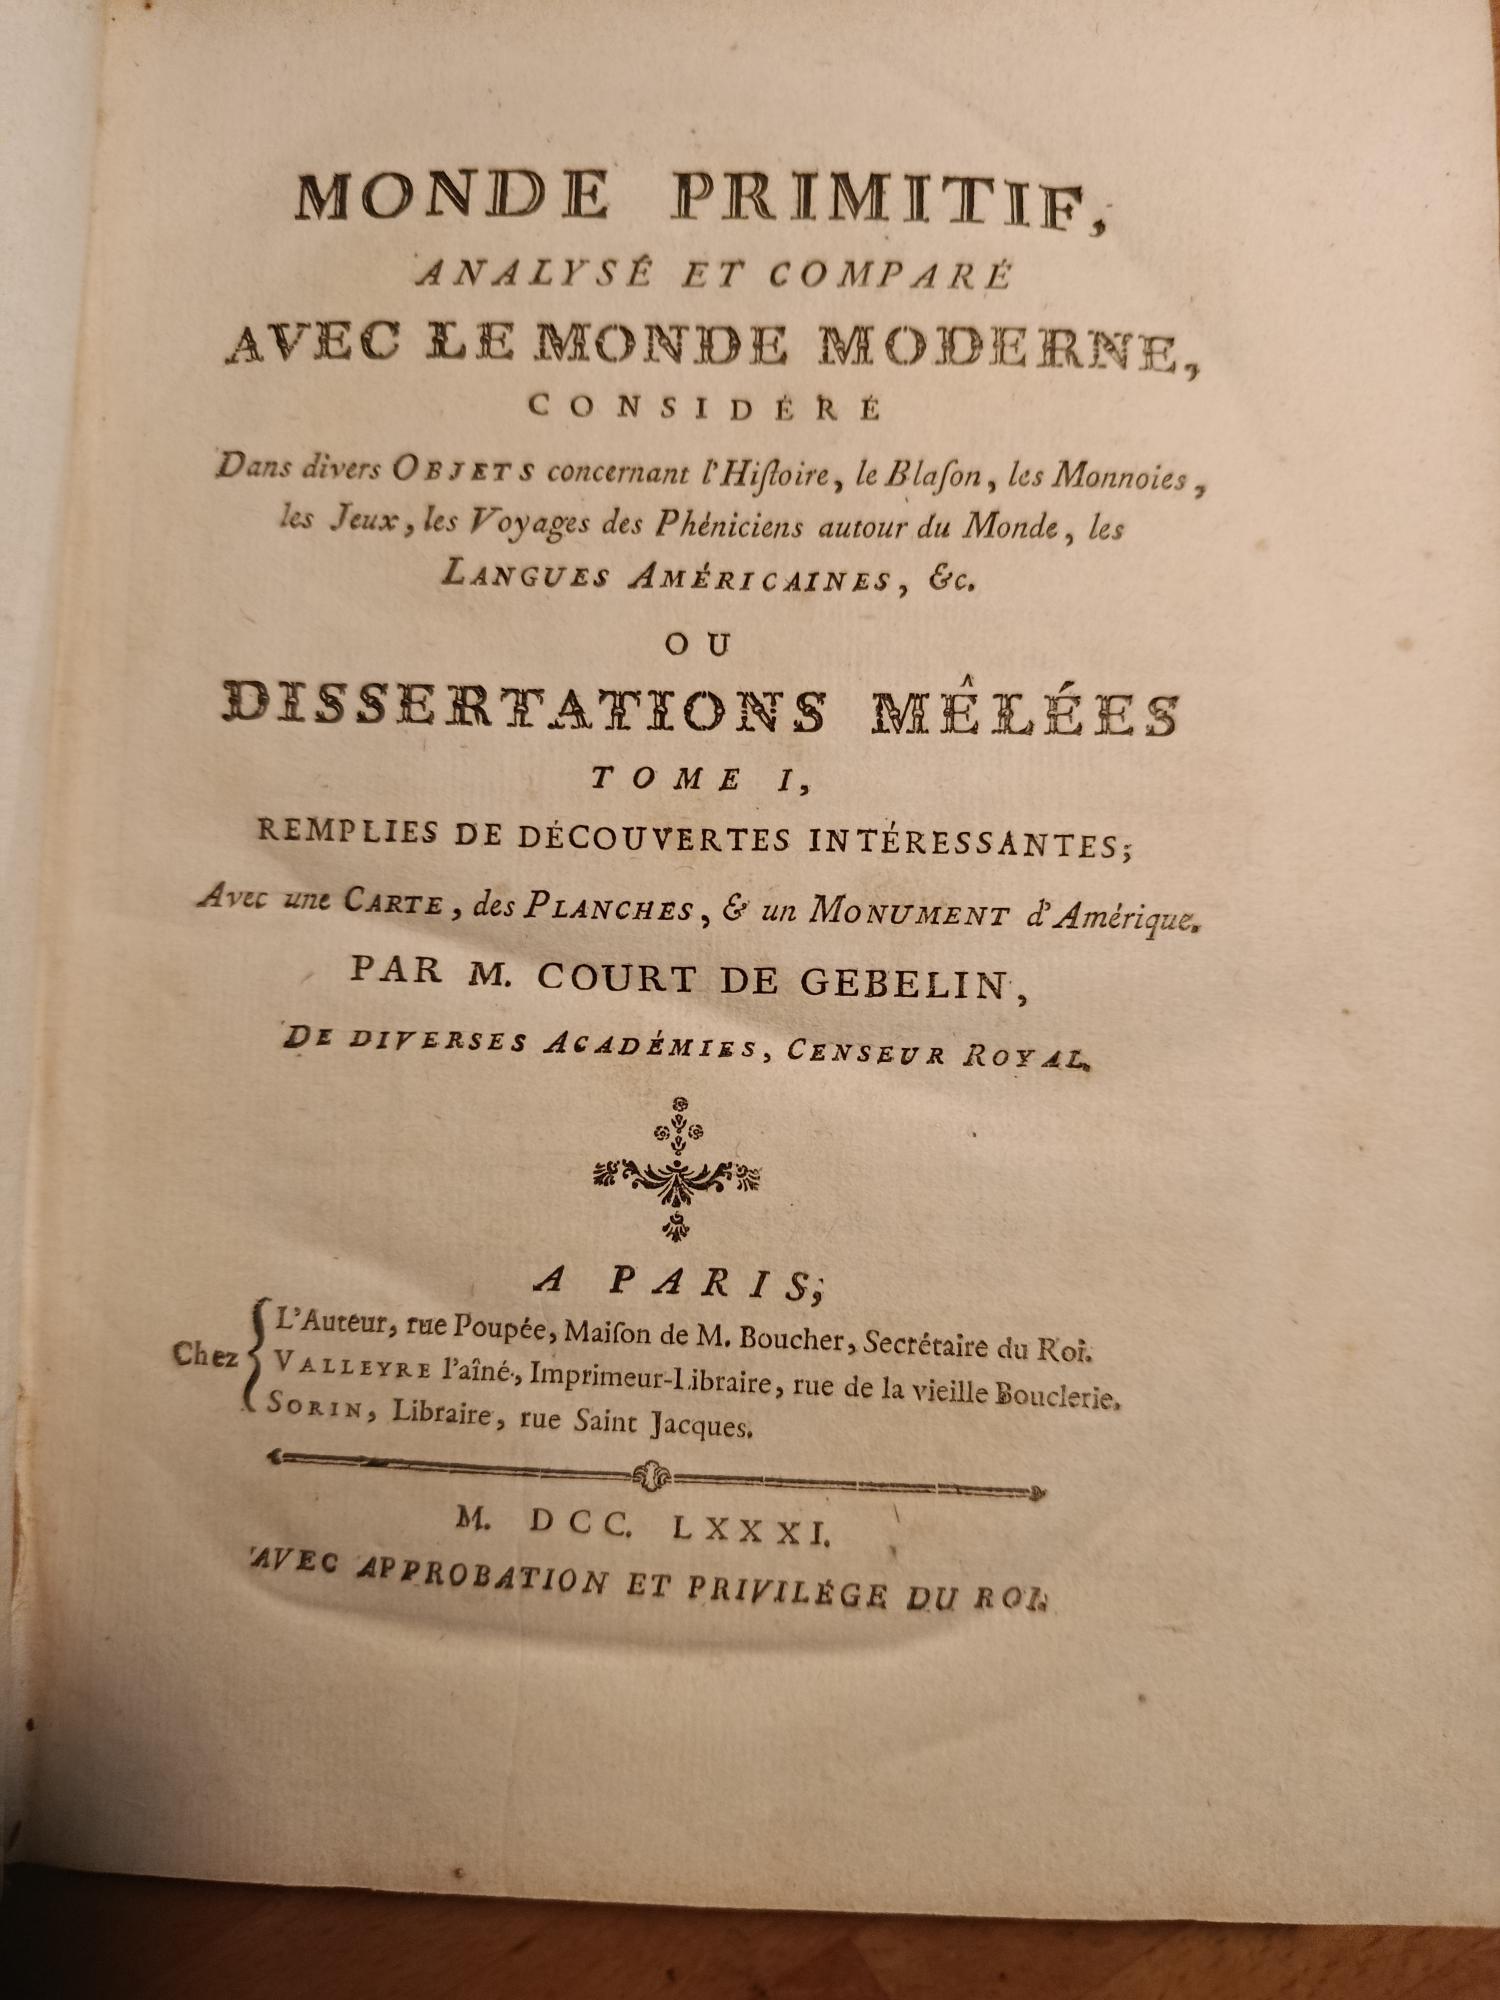 MONDE PRIMITIF,
ANALYSÉ ET COMPARÉ
AVEC LE MONDE MODERNE,
CONSIDÉRÉ
Dans divers OBJETS concernant l'Hiſtoire, le Blaſon, les Monnoies,
les Jeux, les Voyages des Phéniciens autour du Monde, les
LANGUES AMÉRICAINES, &c.
OU
DISSERTATIONS MÊLÉES
TOME I,
REMPLIES DE DÉCOUVERTES INTÉRESSANTES;
Avec une CARTE, des PLANCHES, & un MONUMENT d'Amérique.
PAR M. COURT DE GEBELIN,
DE DIVERSES ACADÉMIES, CENSEUR ROYAL.
A PARIS;
Chez
L'Auteur, rue Poupée, Maiſon de M. Boucher, Secrétaire du Roi.
VALLEYRE l'aîné, Imprimeur-Libraire, rue de la vieille Bouclerie.
SORIN, Libraire, rue Saint Jacques.
M. DCC. LXXXI.
AVEC APPROBATION ET PRIVILÉGE DU ROI.